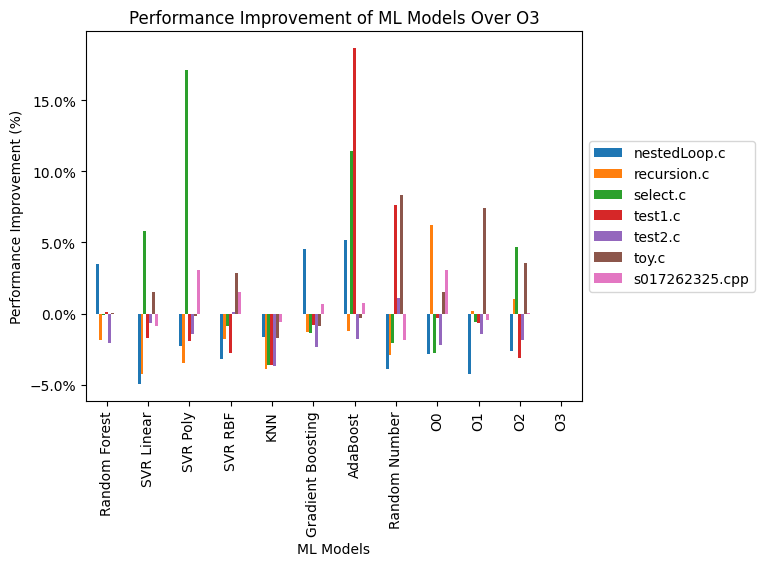 Performance Improvement of ML Models Over O3
Performance Improvement (%)
15.0%
10.0%
5.0%
0.0%
−5.0%
Random Forest
SVR Linear
SVR Poly
SVR RBF
KNN
Gradient Boosting
AdaBoost
Random Number
O0
O1
O2
O3
ML Models
nestedLoop.c
recursion.c
select.c
test1.c
test2.c
toy.c
s017262325.cpp